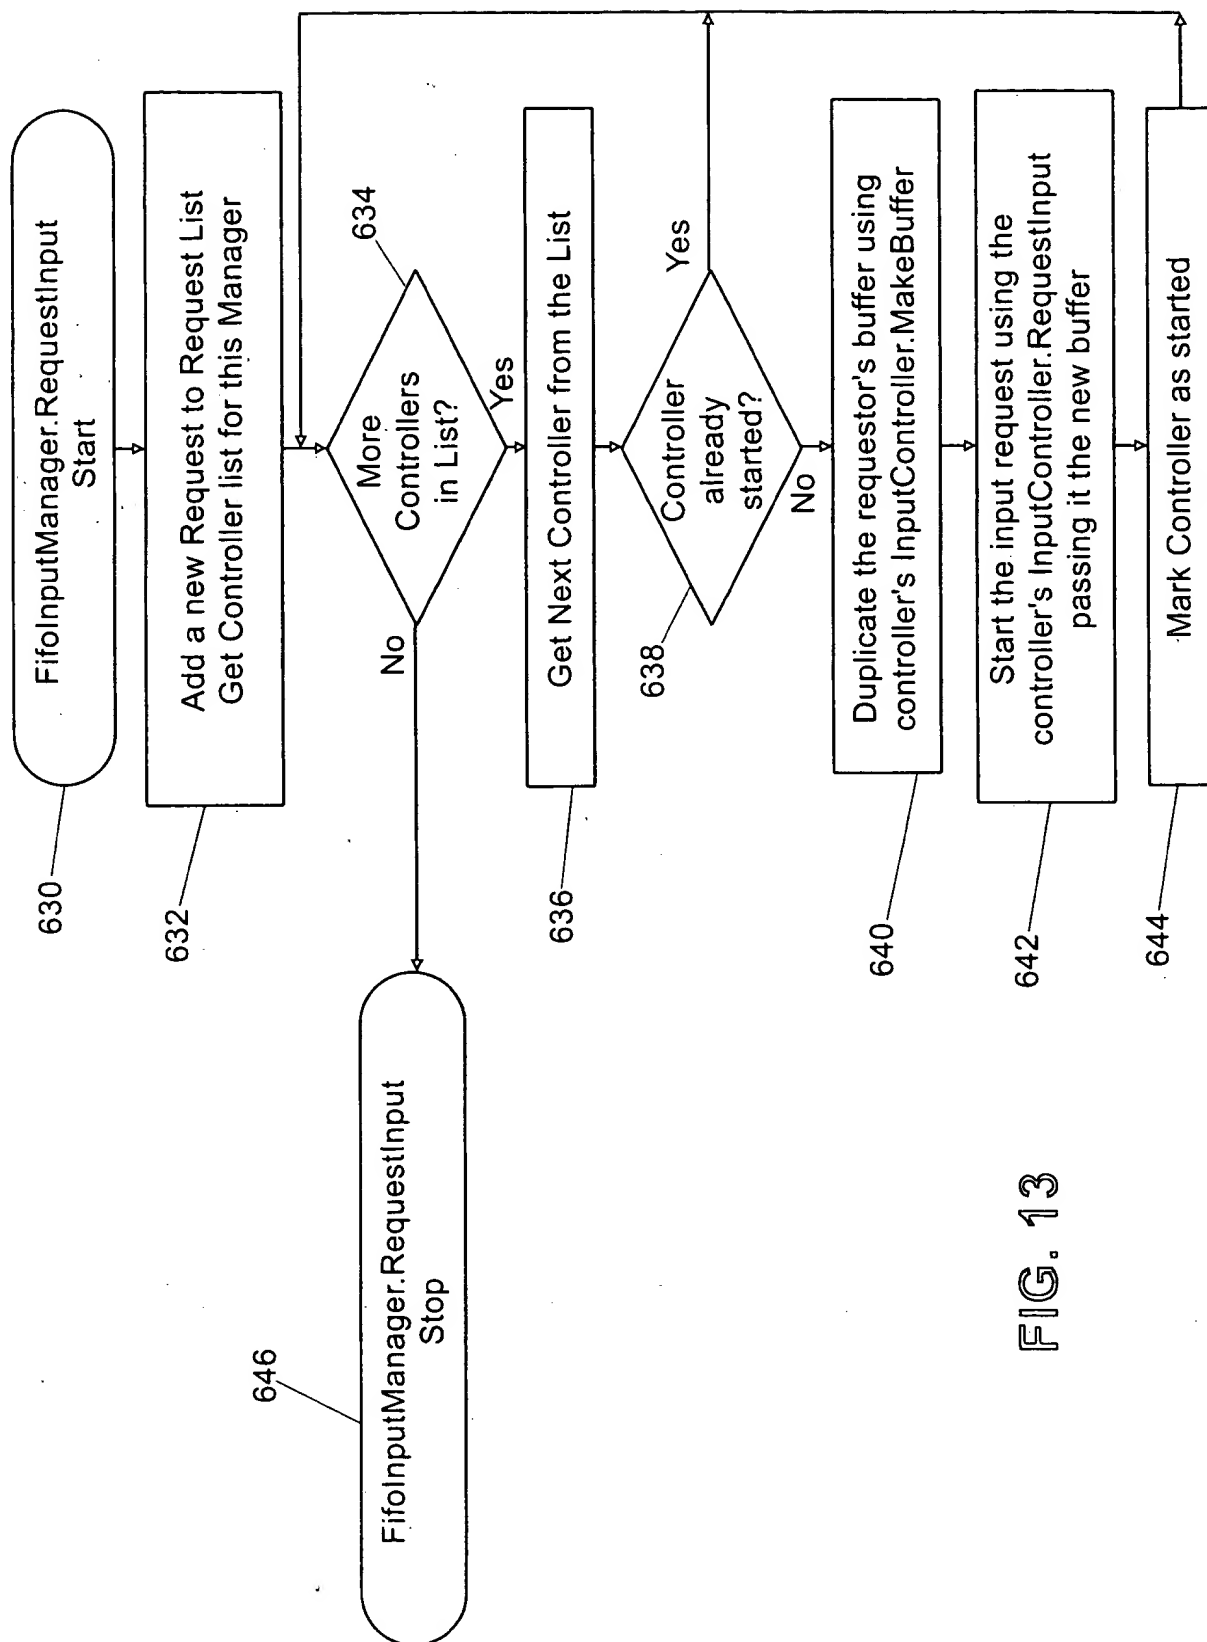 FifoInputManager.RequestInput
Start
630
Add a new Request to Request List
Get Controller list for this Manager
632
More
Controllers
in List?
634
Yes
No
Get Next Controller from the List
636
Controller
already
started?
638
Yes
No
Duplicate the requestor's buffer using
controller's InputController.MakeBuffer
640
Start the input request using the
controller's InputController.RequestInput
passing it the new buffer
642
Mark Controller as started
644
FifoInputManager.RequestInput
Stop
646
FIG. 13